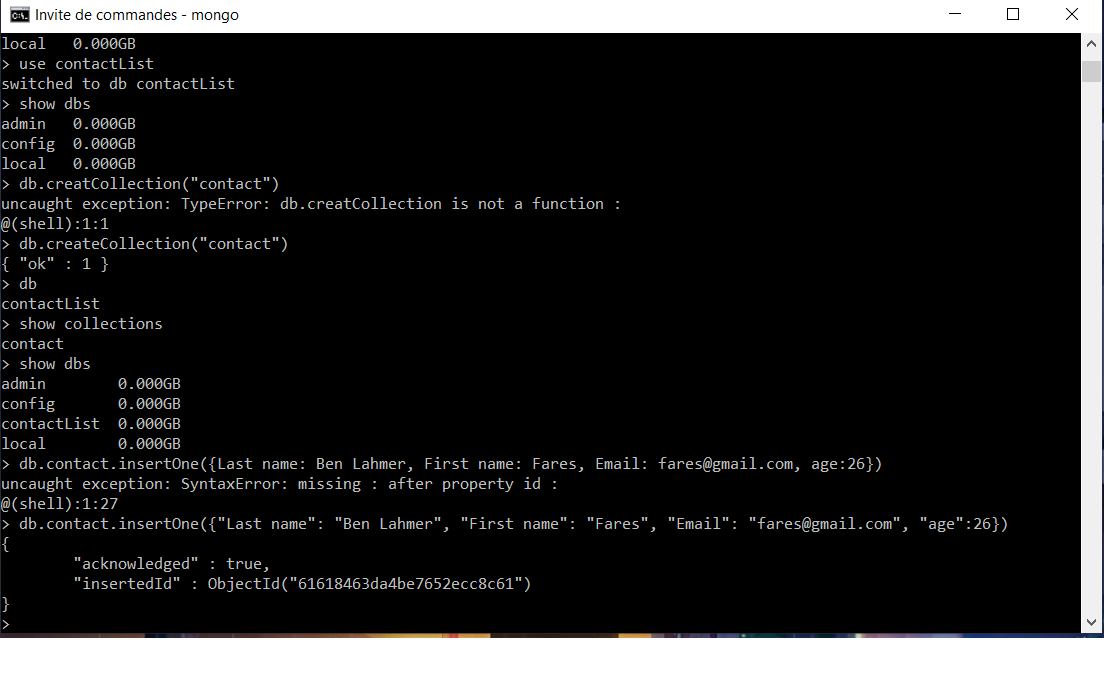 Invite de commandes - mongo
local   0.000GB
> use contactList
switched to db contactList
> show dbs
admin   0.000GB
config  0.000GB
local   0.000GB
> db.creatCollection("contact")
uncaught exception: TypeError: db.creatCollection is not a function :
@(shell):1:1
> db.createCollection("contact")
{ "ok" : 1 }
> db
contactList
> show collections
contact
> show dbs
admin        0.000GB
config       0.000GB
contactList  0.000GB
local        0.000GB
> db.contact.insertOne({Last name: Ben Lahmer, First name: Fares, Email: fares@gmail.com, age:26})
uncaught exception: SyntaxError: missing : after property id :
@(shell):1:27
> db.contact.insertOne({"Last name": "Ben Lahmer", "First name": "Fares", "Email": "fares@gmail.com", "age":26})
{
        "acknowledged" : true,
        "insertedId" : ObjectId("61618463da4be7652ecc8c61")
}
>